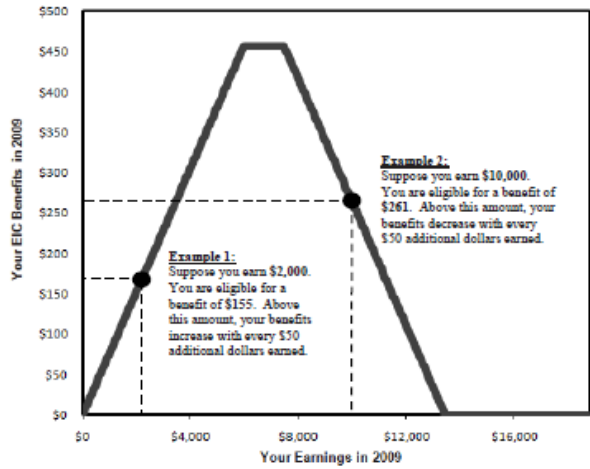 $500
$450
$400
$350
$300
$250
$200
$150
$100
$50
$0
Your EIC Benefits in 2009
Example 1:
Suppose you earn $2,000.
You are eligible for a
benefit of $155. Above
this amount, your benefits
increase with every $50
additional dollars earned.
Example 2:
Suppose you earn $10,000.
You are eligible for a benefit of
$261. Above this amount, your
benefits decrease with every
$50 additional dollars earned.
$0
$4,000
$8,000
$12,000
$16,000
Your Earnings in 2009